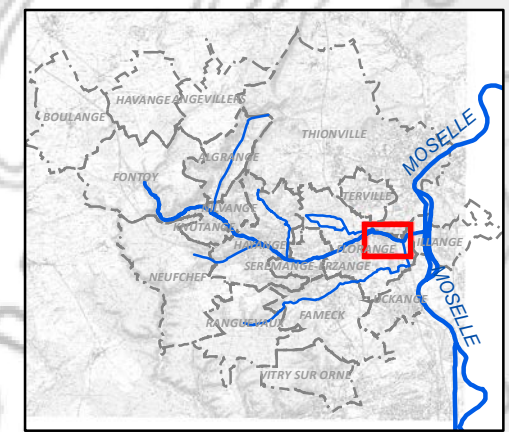 HAVANGE
ANGEVILLERS
BOULANGE
THIONVILLE
MOSELLE
ALGRANGE
FONTOY
TERVILLE
KNUTANGE
HAYANGE
FLORANGE
ILLANGE
SEREMANGE-ERZANGE
NEUFCHEF
MOSELLE
UCKANGE
FAMECK
RANGUEVAUX
VITRY SUR ORNE